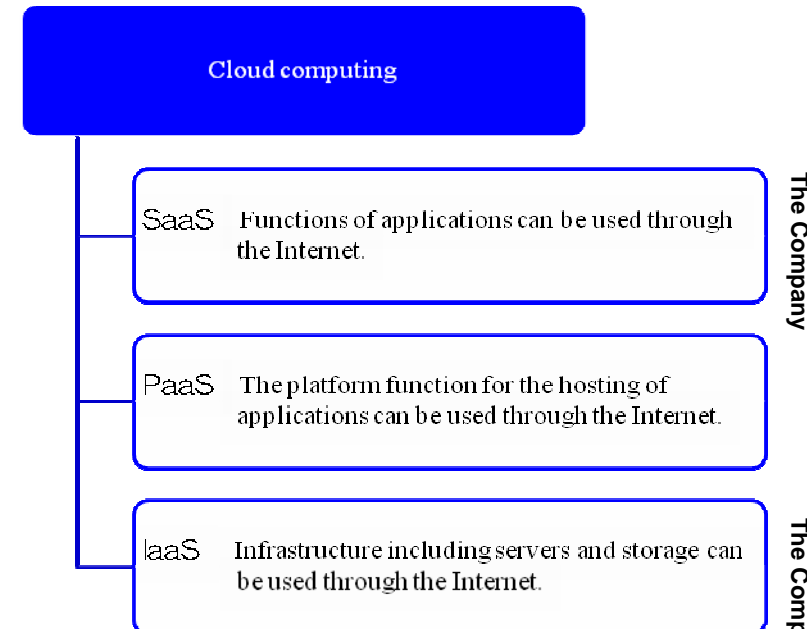 Cloud computing
SaaS Functions of applications can be used through
the Internet.
The Company
PaaS The platform function for the hosting of
applications can be used through the Internet.
IaaS Infrastructure including servers and storage can
be used through the Internet.
The